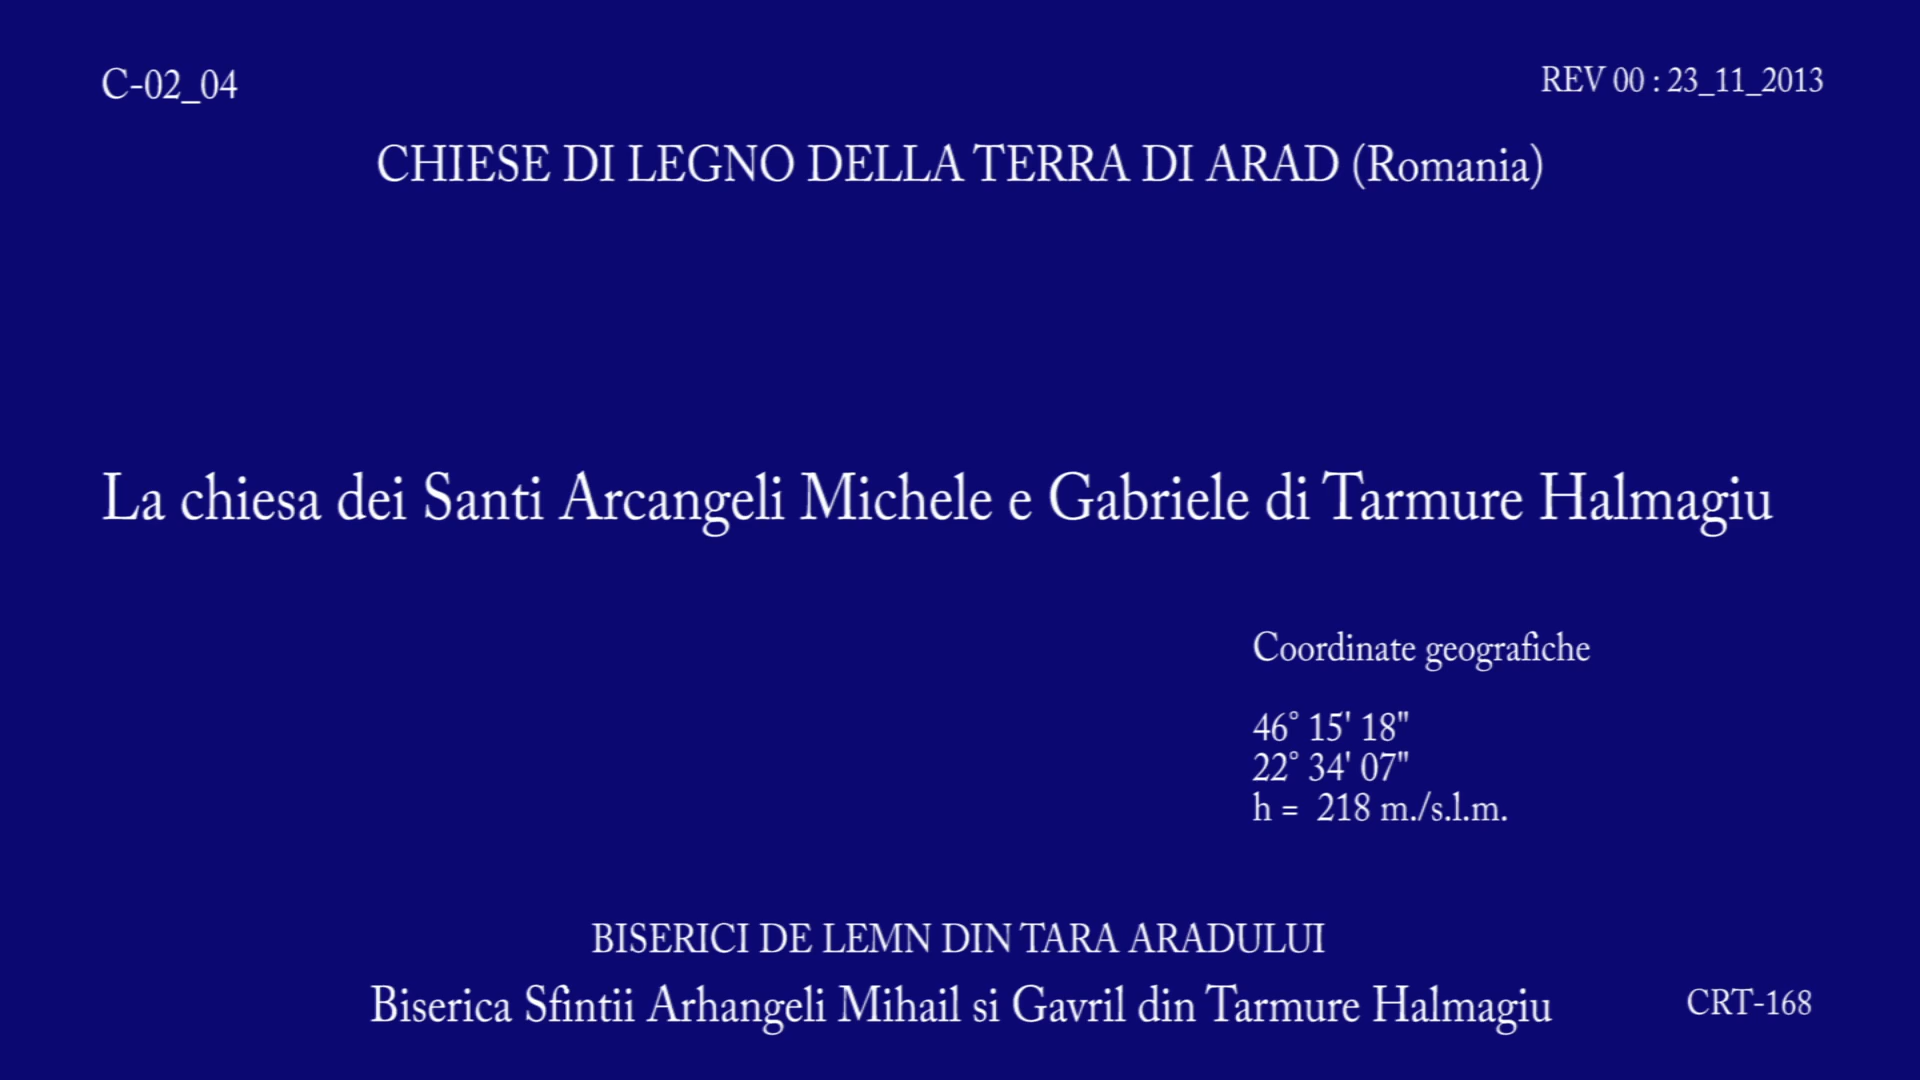 C-02_04
REV 00 : 23_11_2013
CHIESE DI LEGNO DELLA TERRA DI ARAD (Romania)
La chiesa dei Santi Arcangeli Michele e Gabriele di Tarmure Halmagiu
Coordinate geografiche
46° 15' 18"
22° 34' 07"
h = 218 m./s.l.m.
BISERICI DE LEMN DIN TARA ARADULUI
Biserica Sfintii Arhangeli Mihail si Gavril din Tarmure Halmagiu
CRT-168